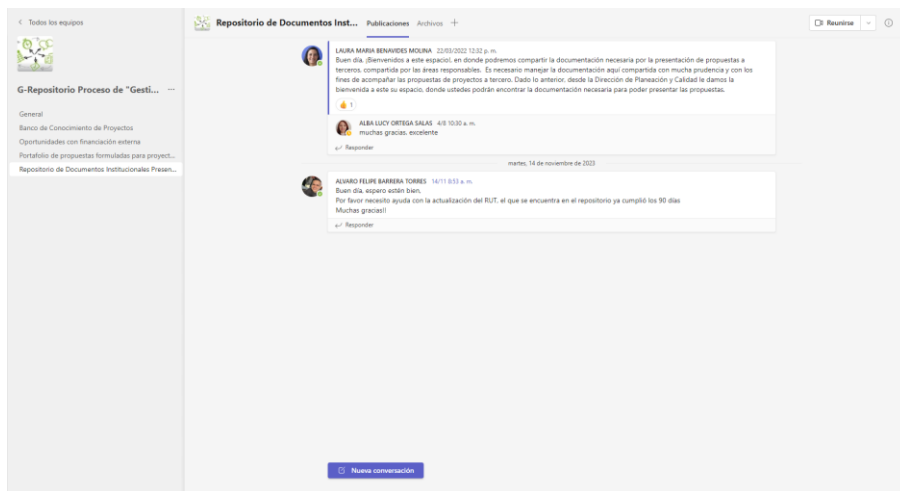 Todos los equipos
G-Repositorio Proceso de "Gesti... ...
General
Banco de Conocimiento de Proyectos
Oportunidades con financiación externa
Portafolio de propuestas formuladas para proyect...
Repositorio de Documentos Institucionales Presen...
Repositorio de Documentos Inst... Publicaciones Archivos +
Reunirse
LAURA MARIA BENAVIDES MOLINA 22/03/2022 12:32 p. m.
Buen día. ¡Bienvenidos a este espacio!, en donde podremos compartir la documentación necesaria por la presentación de propuestas a
terceros, compartida por las áreas responsables. Es necesario manejar la documentación aquí compartida con mucha prudencia y con los
fines de acompañar las propuestas de proyectos a tercero. Dado lo anterior, desde la Dirección de Planeación y Calidad le damos la
bienvenida a este su espacio, donde ustedes podrán encontrar la documentación necesaria para poder presentar las propuestas.
1
ALBA LUCY ORTEGA SALAS 4/8 10:30 a. m.
muchas gracias, excelente
Responder
martes, 14 de noviembre de 2023
ALVARO FELIPE BARRERA TORRES 14/11 8:53 a. m.
Buen día, espero estén bien.
Por favor necesito ayuda con la actualización del RUT, el que se encuentra en el repositorio ya cumplió los 90 días
Muchas gracias!!
Responder
Nueva conversación